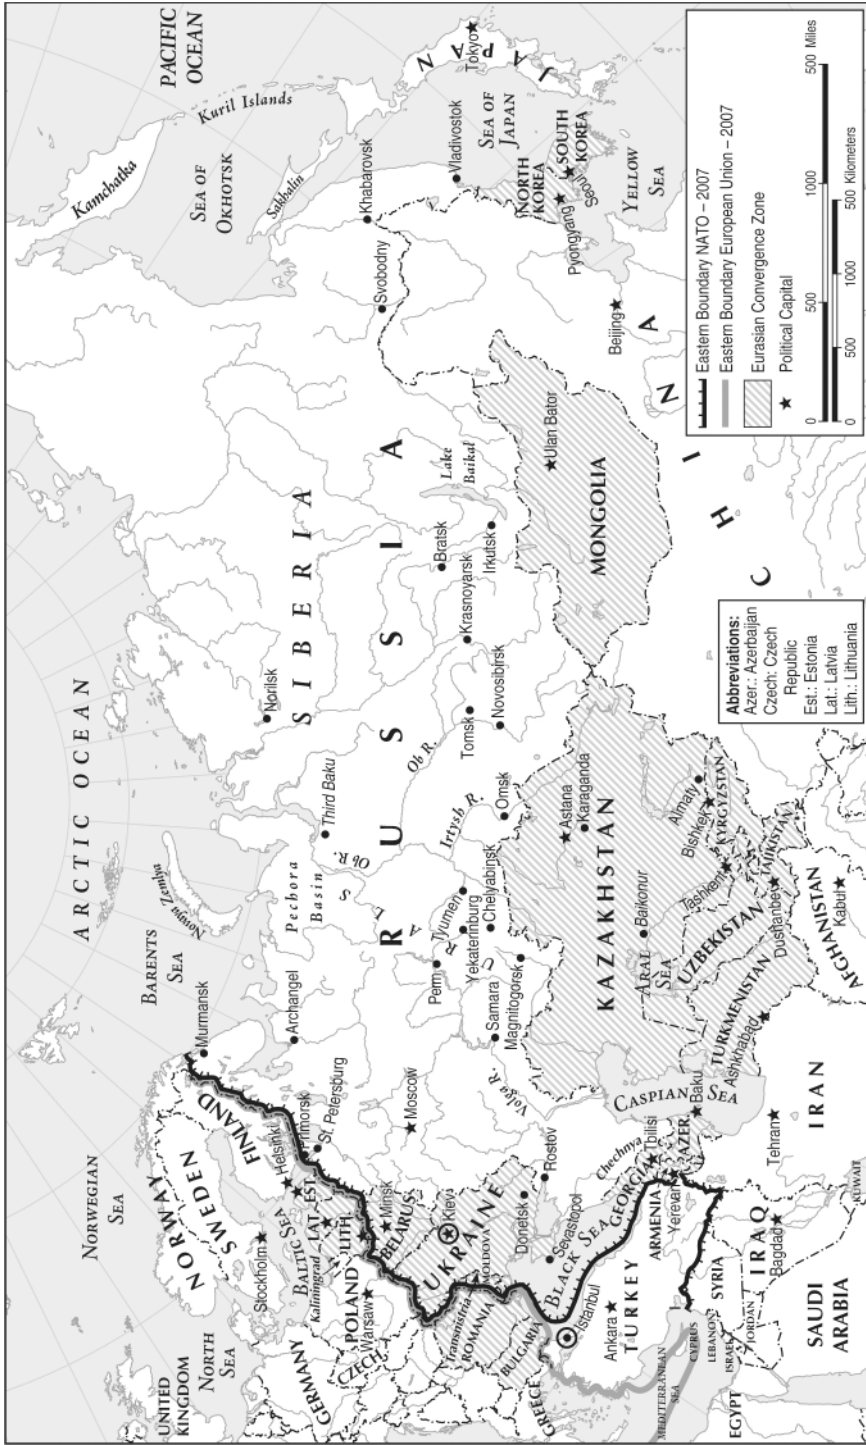 ARCTIC OCEAN
PACIFIC
OCEAN
NORWEGIAN
SEA
BARENTS
SEA
Novaya Zemlya
Kamchatka
SEA OF
OKHOTSK
Kuril Islands
Sakhalin
SEA OF
JAPAN
YELLOW
SEA
JAPAN
Tokyo
NORTH
KOREA
SOUTH
KOREA
Pyongyang
Seoul
Vladivostok
Khabarovsk
Svobodny
Beijing
CHINA
MONGOLIA
Ulan Bator
Lake
Baikal
Irkutsk
Bratsk
Krasnoyarsk
SIBERIA
RUSSIA
Norilsk
Tomsk
Novosibirsk
Ob R.
Irtysh R.
Omsk
Third Baku
Ob R.
Pechora
Basin
URALS
Tyumen
Yekaterinburg
Chelyabinsk
Perm
Magnitogorsk
Samara
Volga R.
Archangel
Murmansk
Moscow
St. Petersburg
Primorsk
Helsinki
FINLAND
SWEDEN
NORWAY
Stockholm
BALTIC SEA
Kaliningrad
EST.
LAT.
LITH.
UNITED
KINGDOM
NORTH
SEA
GERMANY
CZECH
POLAND
Warsaw
Minsk
BELARUS
Kiev
UKRAINE
MOLDOVA
Transnistria
ROMANIA
BULGARIA
GREECE
Donetsk
Rostov
Sevastopol
BLACK SEA
Istanbul
Ankara
TURKEY
Chechnya
GEORGIA
Tbilisi
ARMENIA
Yerevan
AZER.
Baku
CASPIAN SEA
KAZAKHSTAN
Astana
Karaganda
Baikonur
ARAL
SEA
Almaty
Bishkek
KYRGYZSTAN
Tashkent
UZBEKISTAN
TAJIKISTAN
Dushanbe
TURKMENISTAN
Ashkhabad
AFGHANISTAN
Kabul
IRAN
Tehran
IRAQ
Bagdad
KUWAIT
SYRIA
CYPRUS
LEBANON
ISRAEL
JORDAN
SAUDI
ARABIA
EGYPT
MEDITERRANEAN
SEA
Abbreviations:
Azer.: Azerbaijan
Czech: Czech
Republic
Est.: Estonia
Lat.: Latvia
Lith.: Lithuania
Eastern Boundary NATO – 2007
Eastern Boundary European Union – 2007
Eurasian Convergence Zone
Political Capital
0 500 1000 500 Miles
0 500 1000 500 Kilometers